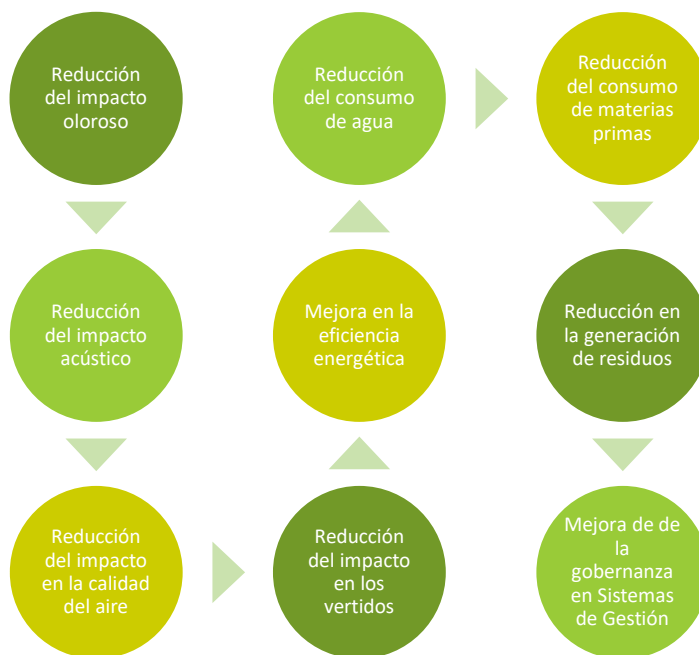 Reducción
del impacto
oloroso
Reducción
del impacto
acústico
Reducción
del impacto
en la calidad
del aire
Reducción
del impacto
en los
vertidos
Mejora en la
eficiencia
energética
Reducción
del consumo
de agua
Reducción
del consumo
de materias
primas
Reducción en
la generación
de residuos
Mejora de de
la
gobernanza
en Sistemas
de Gestión